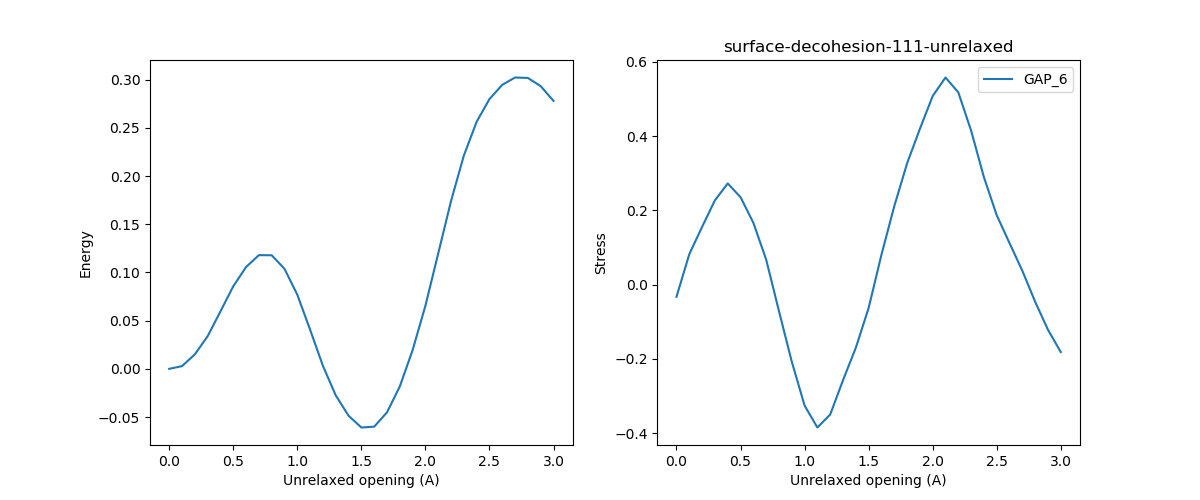 surface-decohesion-111-unrelaxed
Energy
0.30
0.25
0.20
0.15
0.10
0.05
0.00
−0.05
0.0 0.5 1.0 1.5 2.0 2.5 3.0
Unrelaxed opening (A)
Stress
0.6
0.4
0.2
0.0
−0.2
−0.4
GAP_6
0.0 0.5 1.0 1.5 2.0 2.5 3.0
Unrelaxed opening (A)